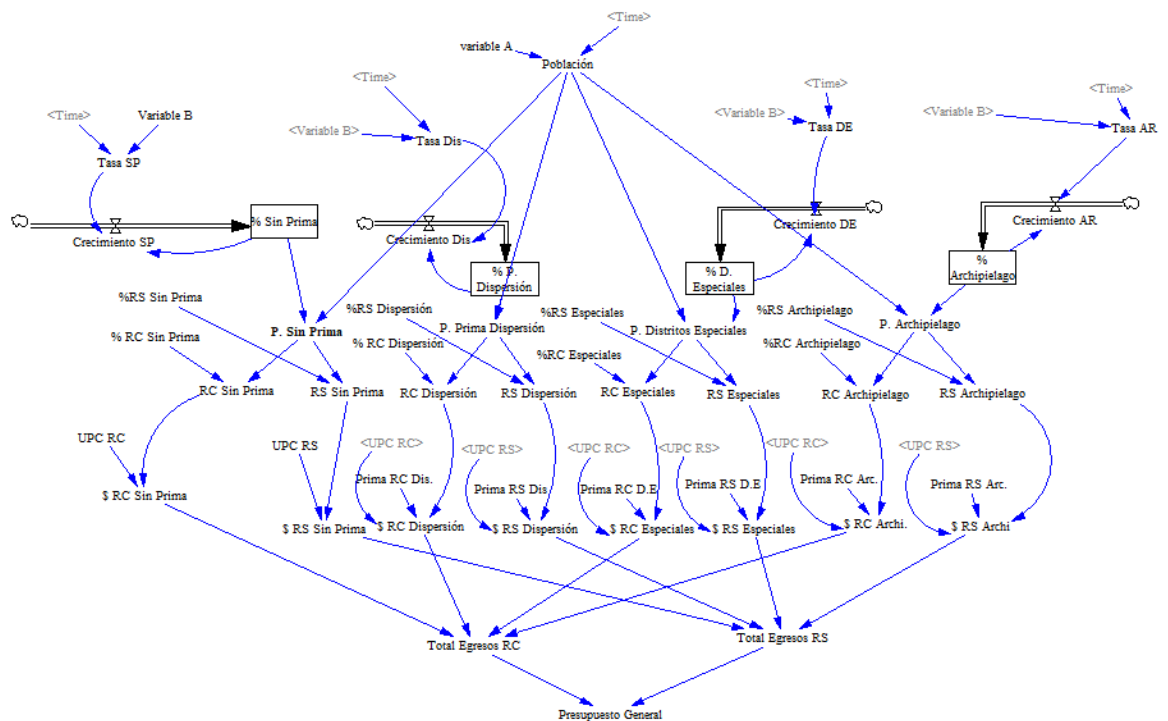 <Time>
variable A
Población
<Time>
<Time>
<Time>
<Variable B>
<Variable B>
<Time>
Variable B
<Variable B>
Tasa Dis
Tasa DE
Tasa AR
Tasa SP
% Sin Prima
Crecimiento SP
Crecimiento Dis
Crecimiento DE
Crecimiento AR
% P.
Dispersión
% D.
Especiales
%
Archipielago
%RS Sin Prima
%RS Dispersión
%RS Especiales
%RS Archipielago
P. Sin Prima
P. Prima Dispersión
P. Distritos Especiales
P. Archipielago
% RC Sin Prima
% RC Dispersión
%RC Especiales
%RC Archipielago
RC Sin Prima
RS Sin Prima
RC Dispersión
RS Dispersión
RC Especiales
RS Especiales
RC Archipielago
RS Archipielago
UPC RC
UPC RS
<UPC RC>
<UPC RS>
<UPC RC>
<UPC RS>
<UPC RC>
<UPC RS>
Prima RC Dis.
Prima RS Dis
Prima RC D.E
Prima RS D.E
Prima RC Arc.
Prima RS Arc.
$ RC Sin Prima
$ RS Sin Prima
$ RC Dispersión
$ RS Dispersión
$ RC Especiales
$ RS Especiales
$ RC Archi.
$ RS Archi
Total Egresos RC
Total Egresos RS
Presupuesto General